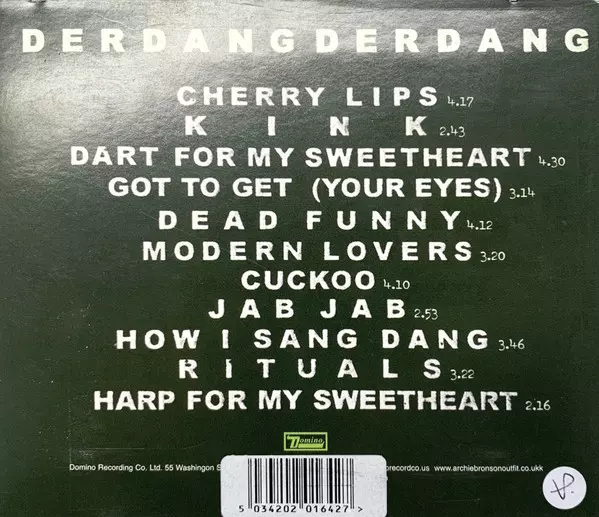 DERDANGDERDANG
CHERRY LIPS 4.17
KINK 2.43
DART FOR MY SWEETHEART 4.30
GOT TO GET (YOUR EYES) 3.14
DEAD FUNNY 4.12
MODERN LOVERS 3.20
CUCKOO 4.10
JAB JAB 2.53
HOW I SANG DANG 3.46
RITUALS 3.22
HARP FOR MY SWEETHEART 2.16
Domino
Domino Recording Co. Ltd. 55 Washingon S recordco.us www.archiebronsonoutfit.co.ukk
5 034202 016427 >